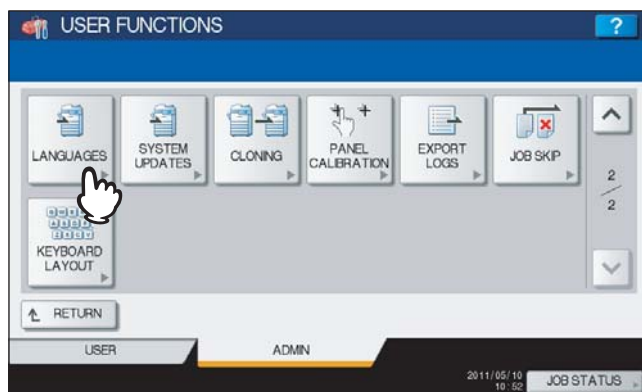 USER FUNCTIONS
?
LANGUAGES
SYSTEM
UPDATES
CLONING
PANEL
CALIBRATION
EXPORT
LOGS
JOB SKIP
2
2
KEYBOARD
LAYOUT
RETURN
USER
ADMIN
2011/05/10
10:52
JOB STATUS